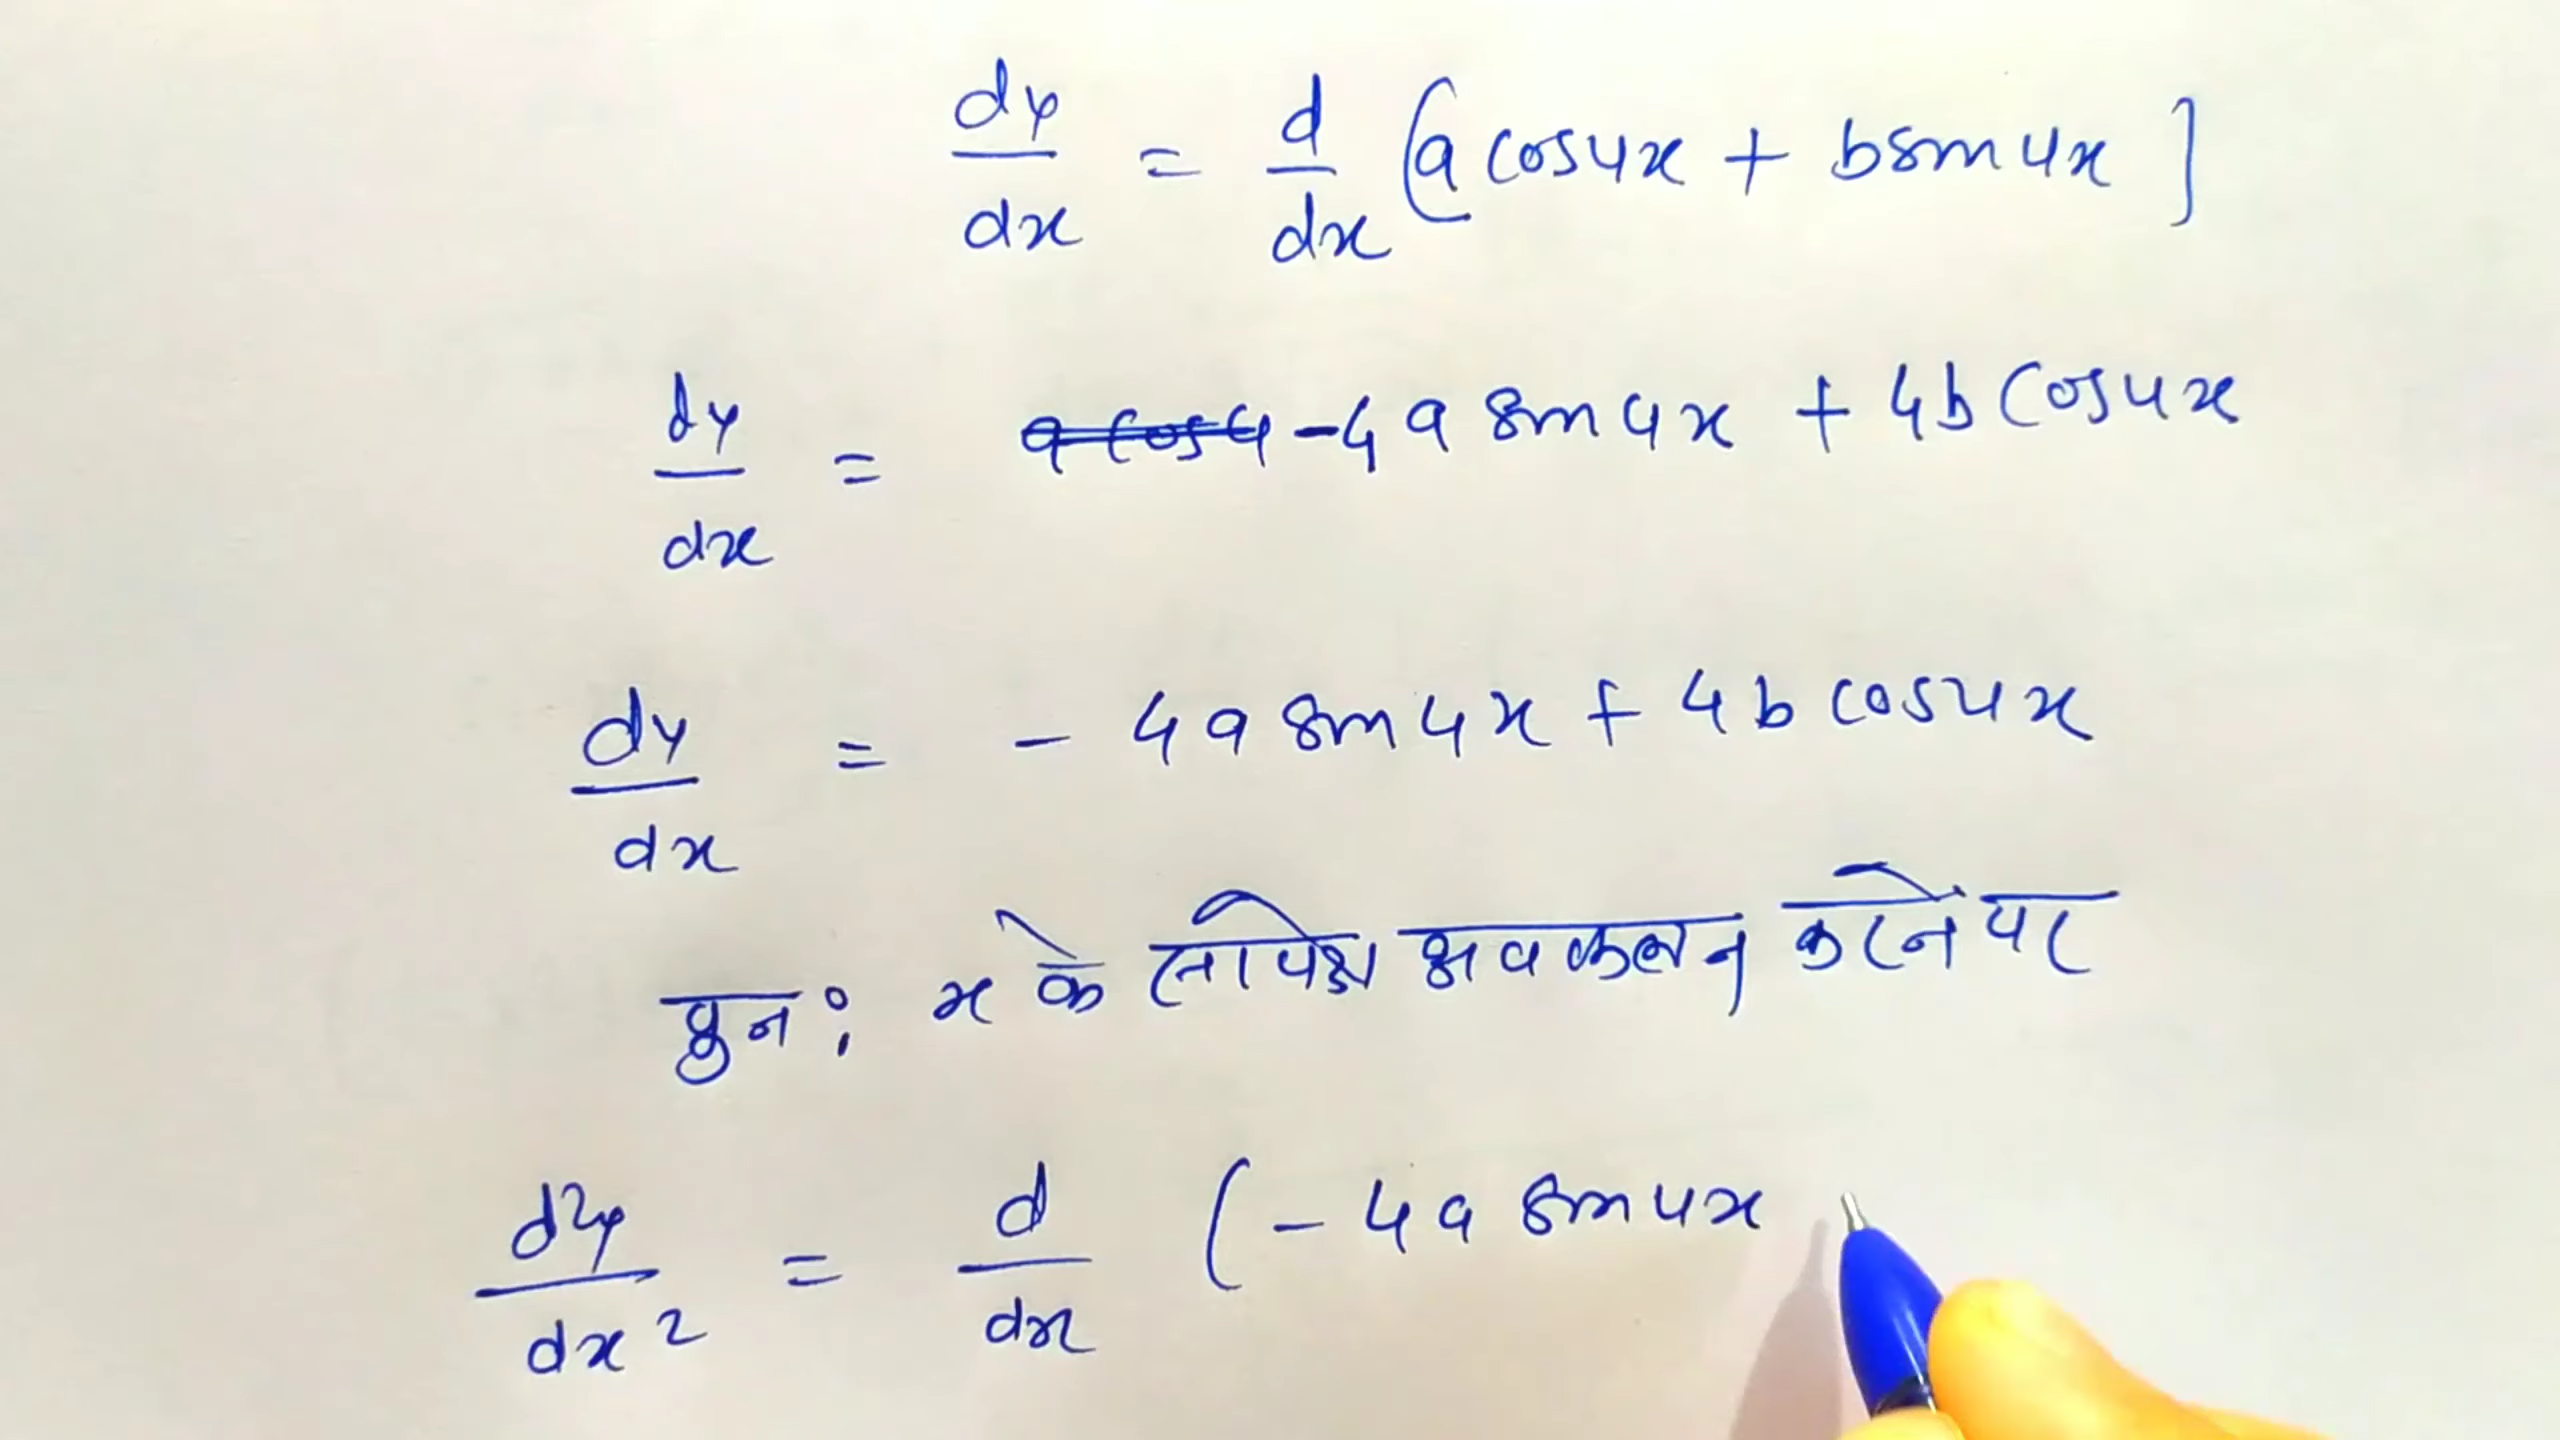 dy/dx = d/dx [a cos4x + b sin4x]
dy/dx = a cos4 -4a sin4x + 4b cos4x
dy/dx = - 4a sin4x + 4b cos4x
पुनः x के सापेक्ष अवकलन करने पर
d²y/dx² = d/dx (- 4a sin4x